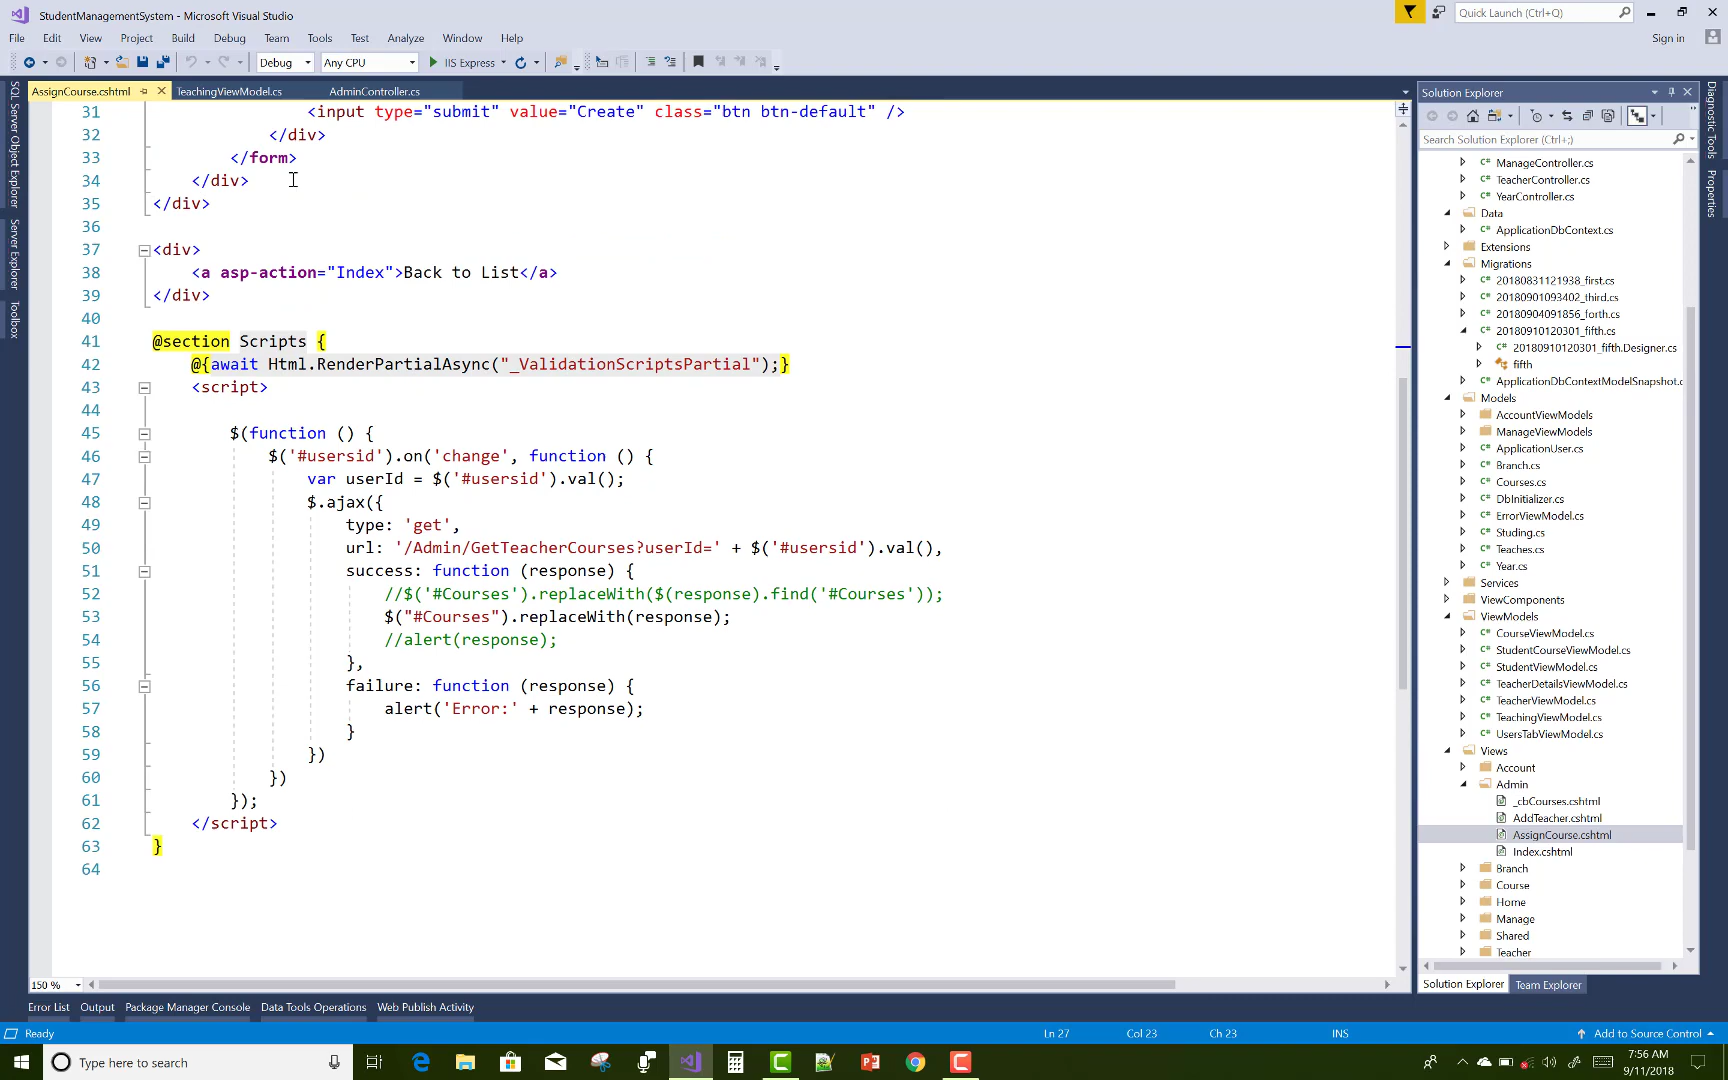 StudentManagementSystem - Microsoft Visual Studio
Quick Launch (Ctrl+Q)
File Edit View Project Build Debug Team Tools Test Analyze Window Help
Sign in
Debug Any CPU IIS Express
AssignCourse.cshtml TeachingViewModel.cs AdminController.cs
SQL Server Object Explorer
Server Explorer
Toolbox
31 <input type="submit" value="Create" class="btn btn-default" />
32 </div>
33 </form>
34 </div>
35 </div>
36
37 <div>
38 <a asp-action="Index">Back to List</a>
39 </div>
40
41 @section Scripts {
42 @{await Html.RenderPartialAsync("_ValidationScriptsPartial");}
43 <script>
44
45 $(function () {
46 $('#usersid').on('change', function () {
47 var userId = $('#usersid').val();
48 $.ajax({
49 type: 'get',
50 url: '/Admin/GetTeacherCourses?userId=' + $('#usersid').val(),
51 success: function (response) {
52 //$('#Courses').replaceWith($(response).find('#Courses'));
53 $("#Courses").replaceWith(response);
54 //alert(response);
55 },
56 failure: function (response) {
57 alert('Error:' + response);
58 }
59 })
60 })
61 });
62 </script>
63 }
64
150 %
Solution Explorer
Search Solution Explorer (Ctrl+;)
ManageController.cs
TeacherController.cs
YearController.cs
Data
ApplicationDbContext.cs
Extensions
Migrations
20180831121938_first.cs
20180901093402_third.cs
20180904091856_forth.cs
20180910120301_fifth.cs
20180910120301_fifth.Designer.cs
fifth
ApplicationDbContextModelSnapshot.c
Models
AccountViewModels
ManageViewModels
ApplicationUser.cs
Branch.cs
Courses.cs
DbInitializer.cs
ErrorViewModel.cs
Studing.cs
Teaches.cs
Year.cs
Services
ViewComponents
ViewModels
CourseViewModel.cs
StudentCourseViewModel.cs
StudentViewModel.cs
TeacherDetailsViewModel.cs
TeacherViewModel.cs
TeachingViewModel.cs
UsersTabViewModel.cs
Views
Account
Admin
_cbCourses.cshtml
AddTeacher.cshtml
AssignCourse.cshtml
Index.cshtml
Branch
Course
Home
Manage
Shared
Teacher
Solution Explorer Team Explorer
Diagnostic Tools
Properties
Error List Output Package Manager Console Data Tools Operations Web Publish Activity
Ready Ln 27 Col 23 Ch 23 INS Add to Source Control
Type here to search
7:56 AM
9/11/2018